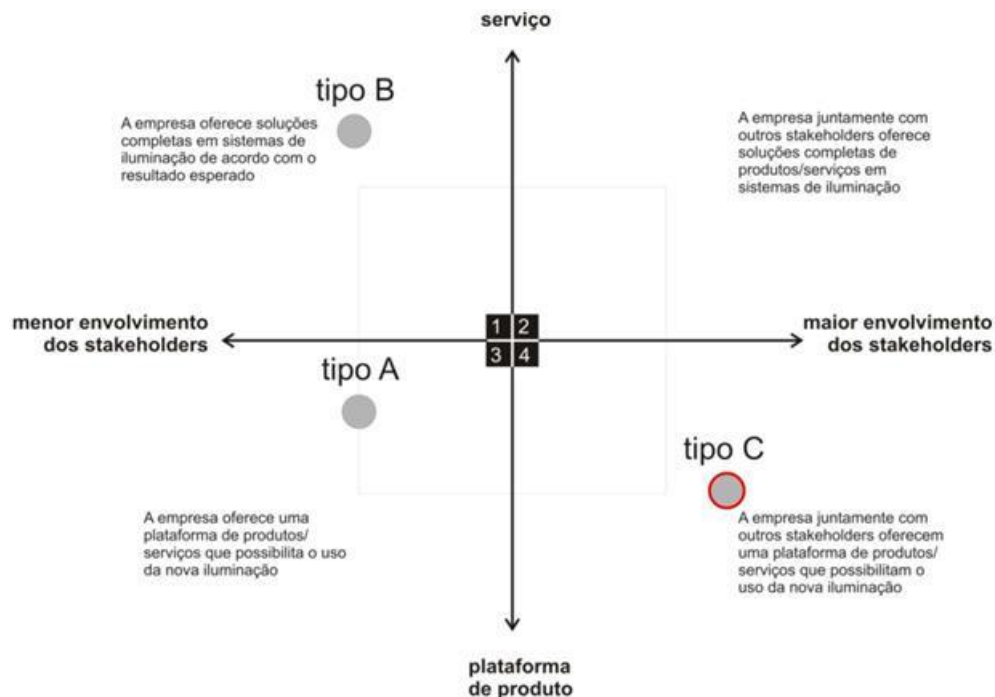 serviço
tipo B
A empresa oferece soluções
completas em sistemas de
iluminação de acordo com o
resultado esperado
A empresa juntamente com
outros stakeholders oferece
soluções completas de
produtos/serviços em
sistemas de iluminação
menor envolvimento
dos stakeholders
1 2
3 4
maior envolvimento
dos stakeholders
tipo A
tipo C
A empresa oferece uma
plataforma de produtos/
serviços que possibilita o uso
da nova iluminação
A empresa juntamente com
outros stakeholders oferecem
uma plataforma de produtos/
serviços que possibilitam o
uso da nova iluminação
plataforma
de produto